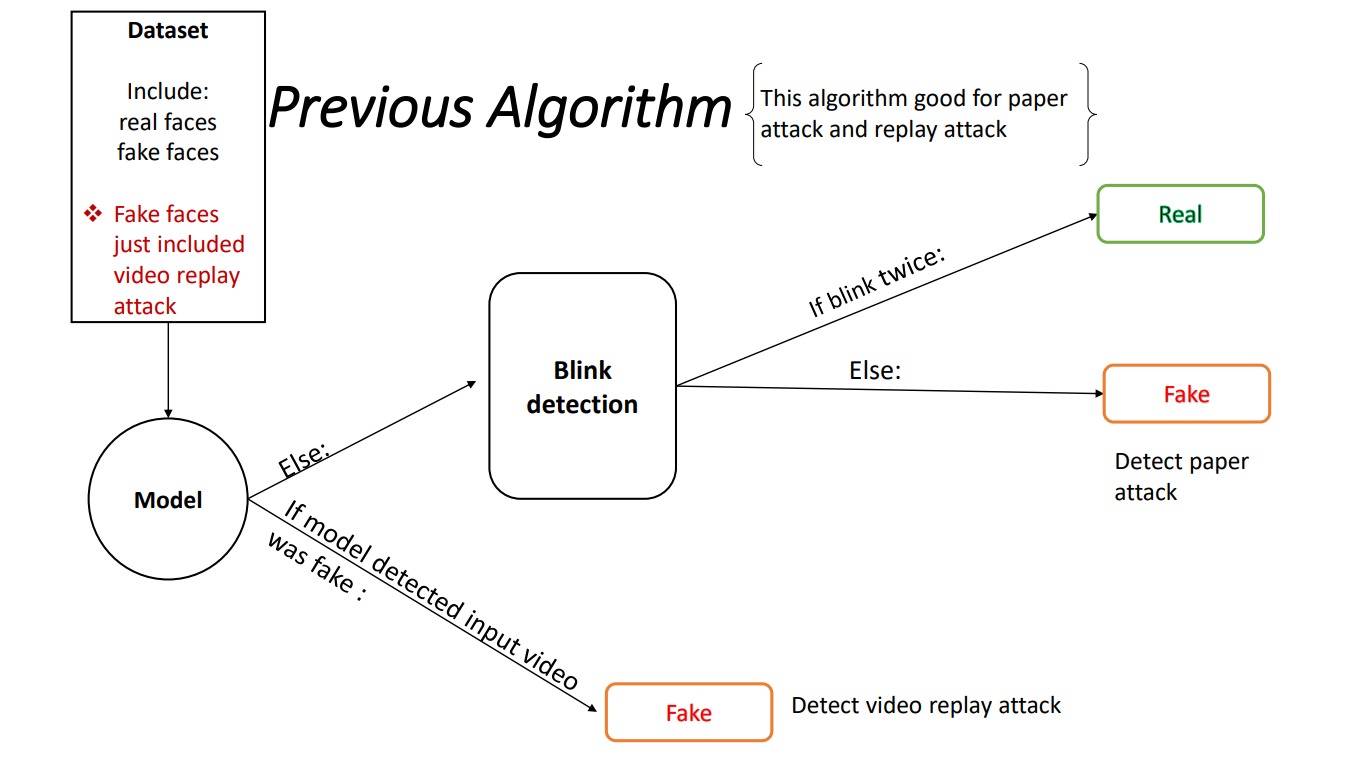 Dataset
Include:
real faces
fake faces
❖ Fake faces
just included
video replay
attack
Previous Algorithm
This algorithm good for paper
attack and replay attack
Real
If blink twice:
Blink
detection
Else:
Fake
Detect paper
attack
Else:
Model
If model detected input video
was fake :
Fake
Detect video replay attack